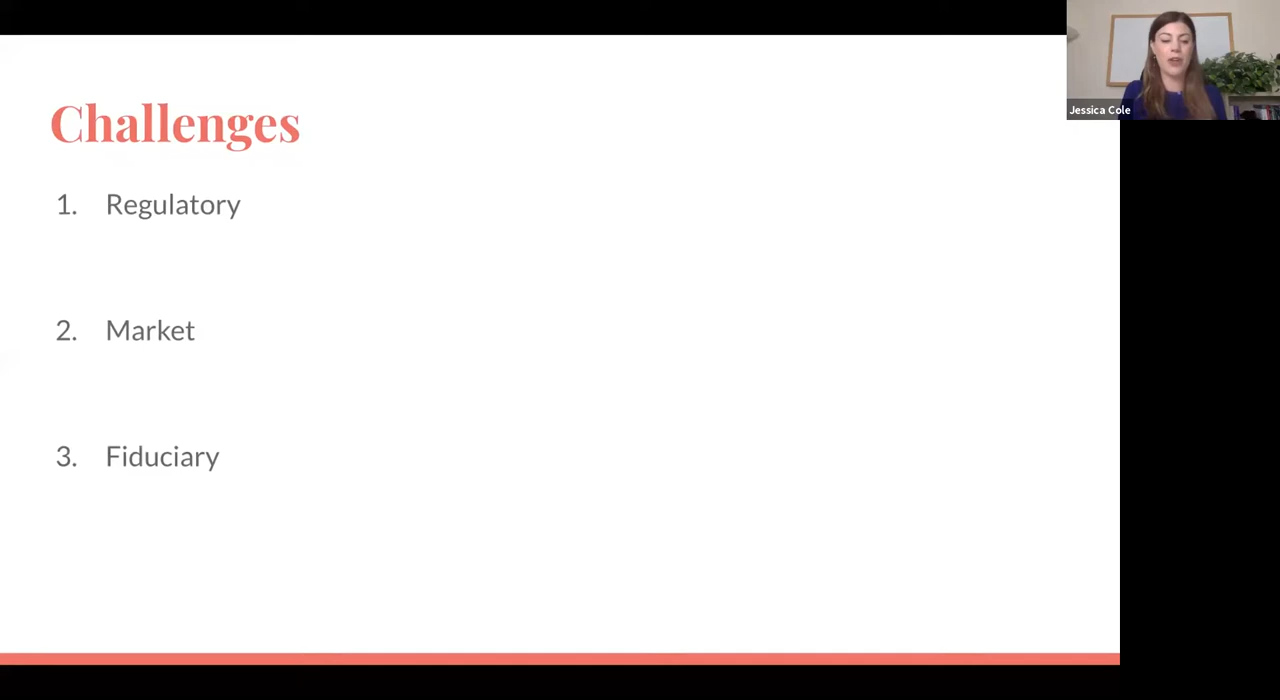 Challenges
1. Regulatory
2. Market
3. Fiduciary
Jessica Cole